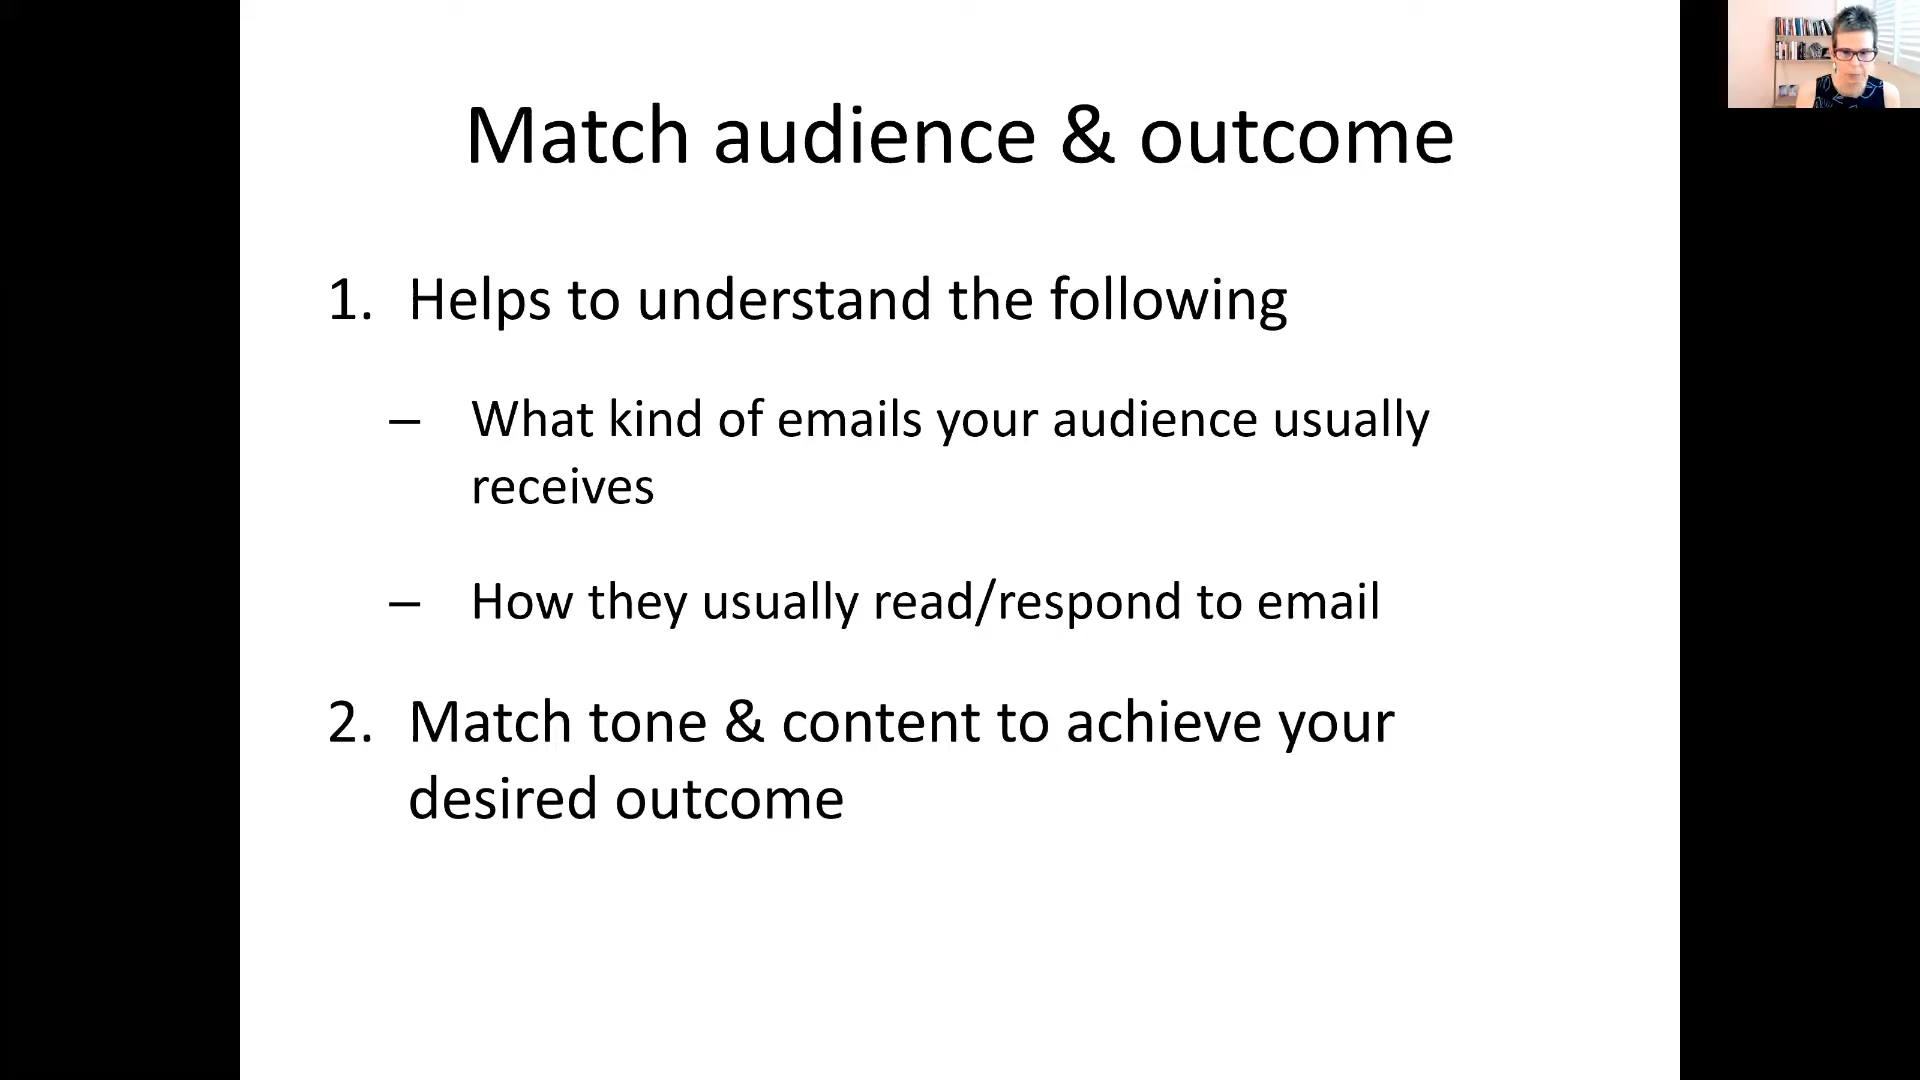 Match audience & outcome
1. Helps to understand the following
– What kind of emails your audience usually
receives
– How they usually read/respond to email
2. Match tone & content to achieve your
desired outcome